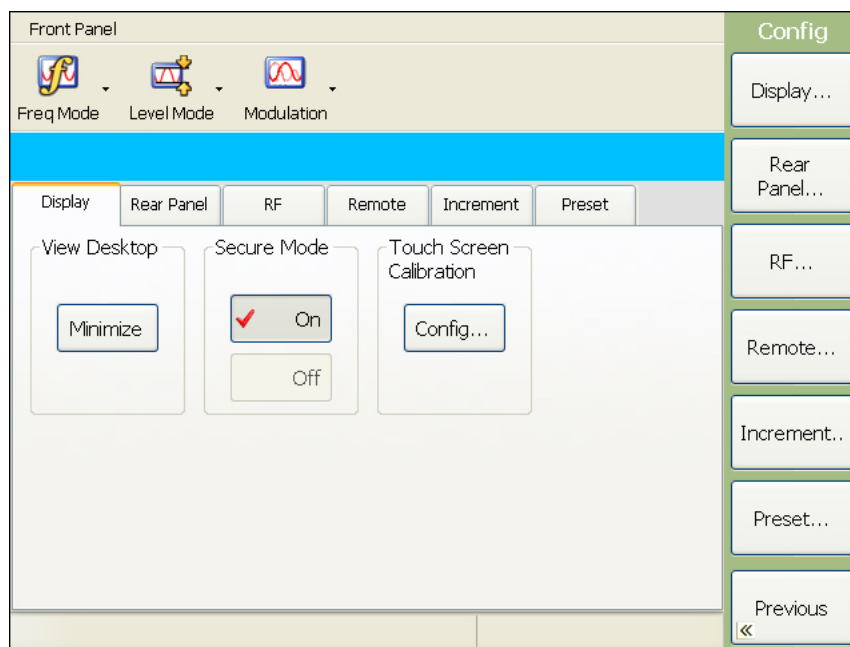 Front Panel
Config
Freq Mode
Level Mode
Modulation
Display
Rear Panel
RF
Remote
Increment
Preset
View Desktop
Secure Mode
Touch Screen
Calibration
Minimize
On
Off
Config...
Display...
Rear
Panel...
RF...
Remote...
Increment..
Preset...
Previous